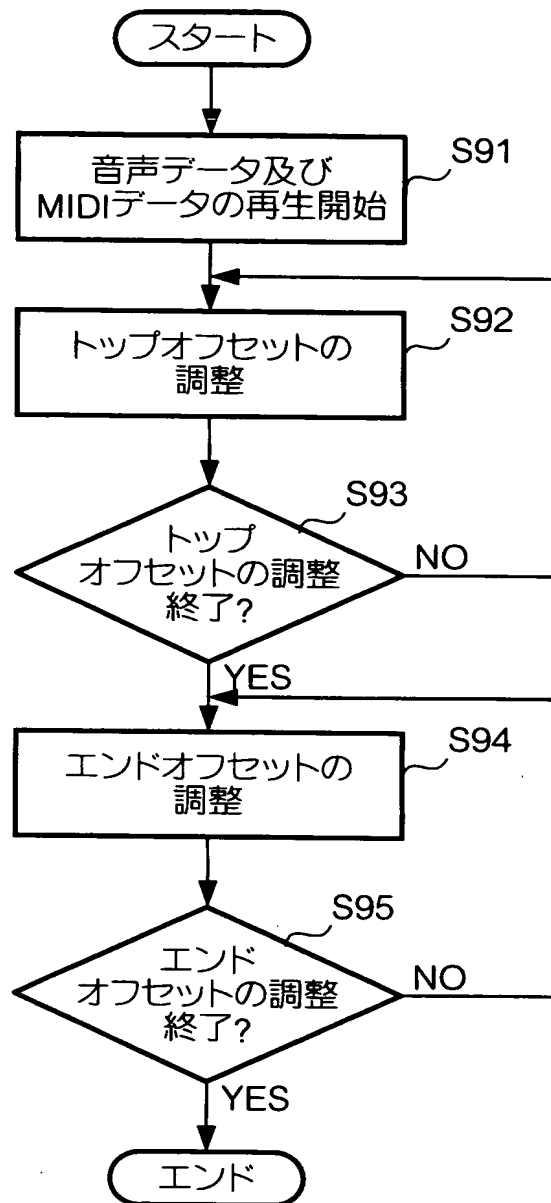 スタート
音声データ及び
MIDIデータの再生開始
S91
トップオフセットの
調整
S92
トップ
オフセットの調整
終了?
S93
NO
YES
エンドオフセットの
調整
S94
エンド
オフセットの調整
終了?
S95
NO
YES
エンド